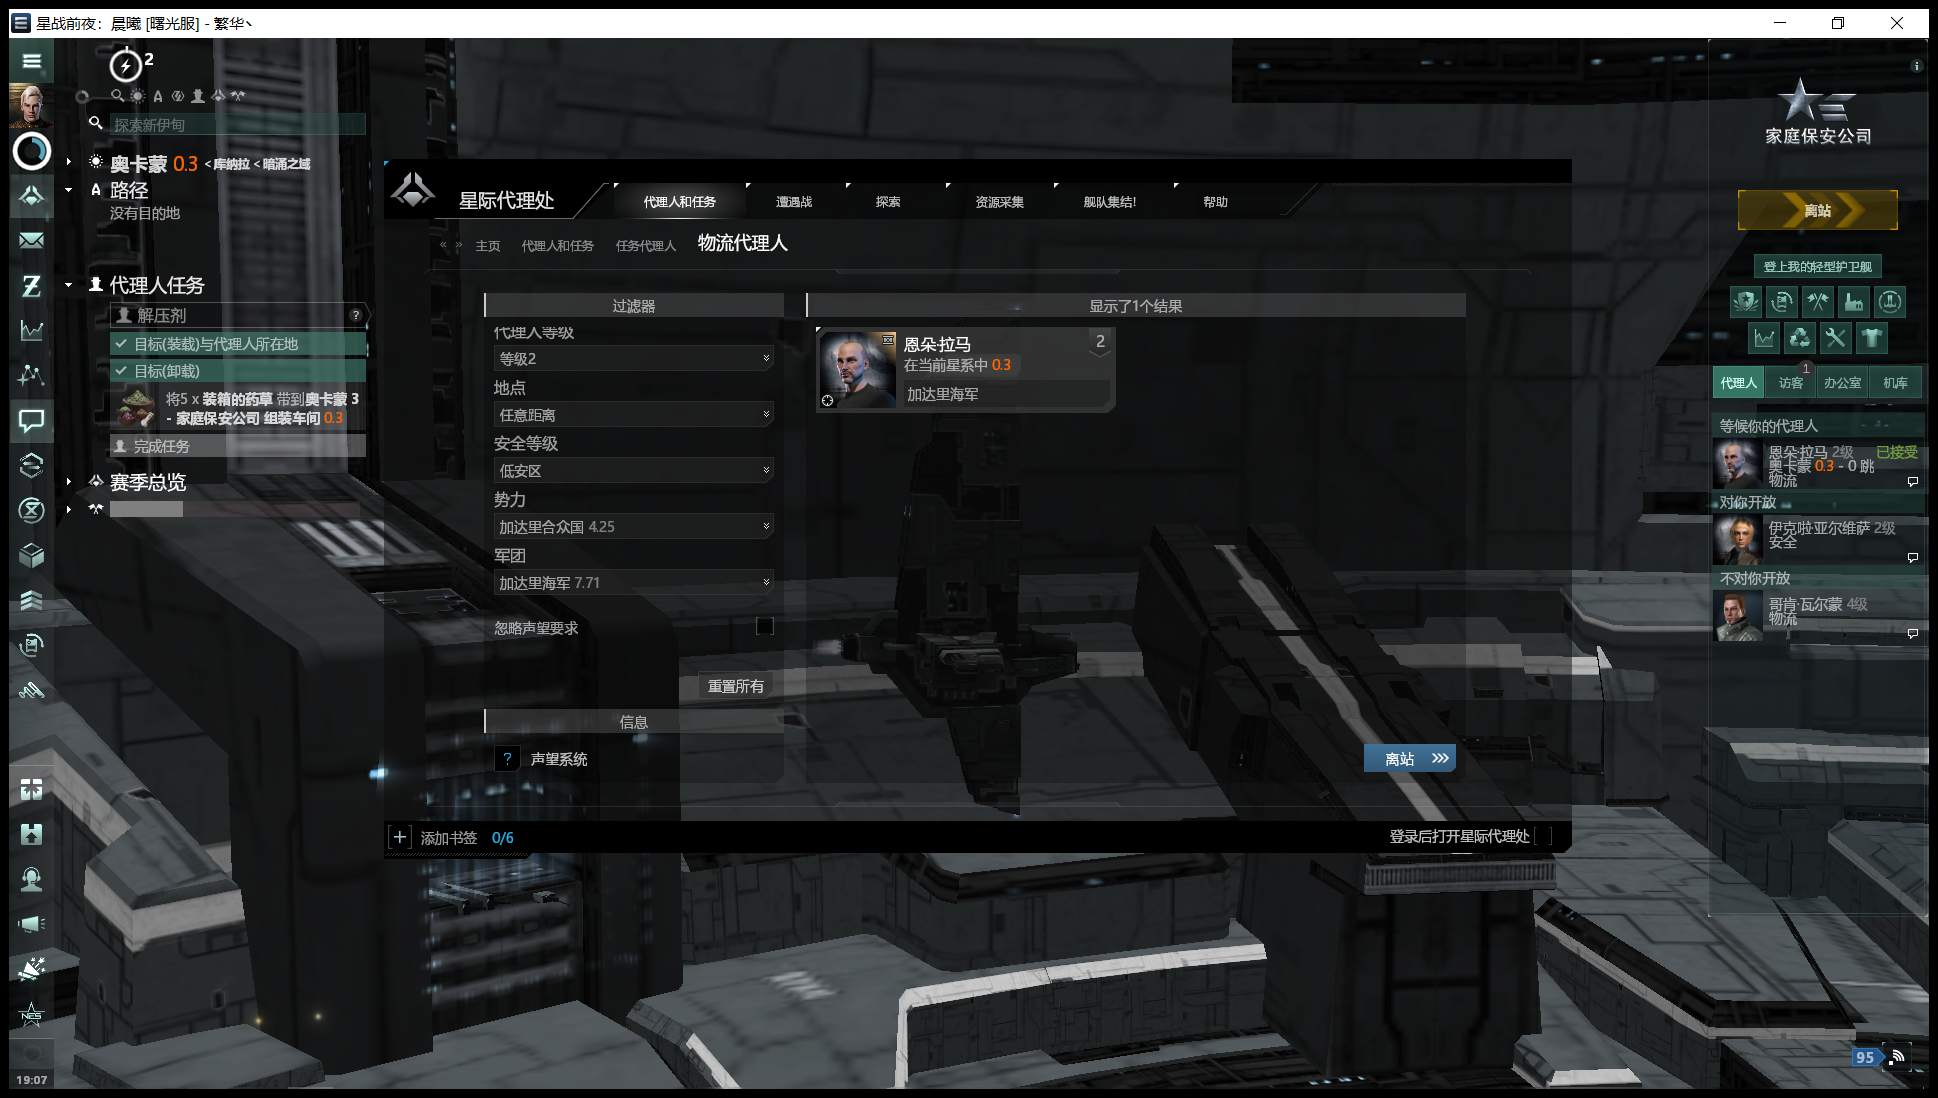 星战前夜：晨曦 [曙光服] - 繁华丶
2
探索新伊甸
奥卡蒙 0.3 < 库纳拉 < 暗涌之域
路径
没有目的地
代理人任务
解压剂
?
目标(装载)与代理人所在地
目标(卸载)
将5 x 装箱的药草 带到奥卡蒙 3
- 家庭保安公司 组装车间 0.3
完成任务
赛季总览
19:07
星际代理处
代理人和任务
遭遇战
探索
资源采集
舰队集结!
帮助
« »
主页
代理人和任务
任务代理人
物流代理人
过滤器
代理人等级
等级2
地点
任意距离
安全等级
低安区
势力
加达里合众国 4.25
军团
加达里海军 7.71
忽略声望要求
重置所有
信息
? 声望系统
显示了1个结果
恩朵·拉马
2
在当前星系中 0.3
加达里海军
离站 >>>
添加书签 0/6
登录后打开星际代理处
家庭保安公司
离站
登上我的轻型护卫舰
代理人
访客
1
办公室
机库
等候你的代理人
恩朵·拉马 2级
已接受
奥卡蒙 0.3 - 0 跳
物流
对你开放
伊克啦·亚尔维萨 2级
安全
不对你开放
哥肯·瓦尔蒙 4级
物流
95
NES